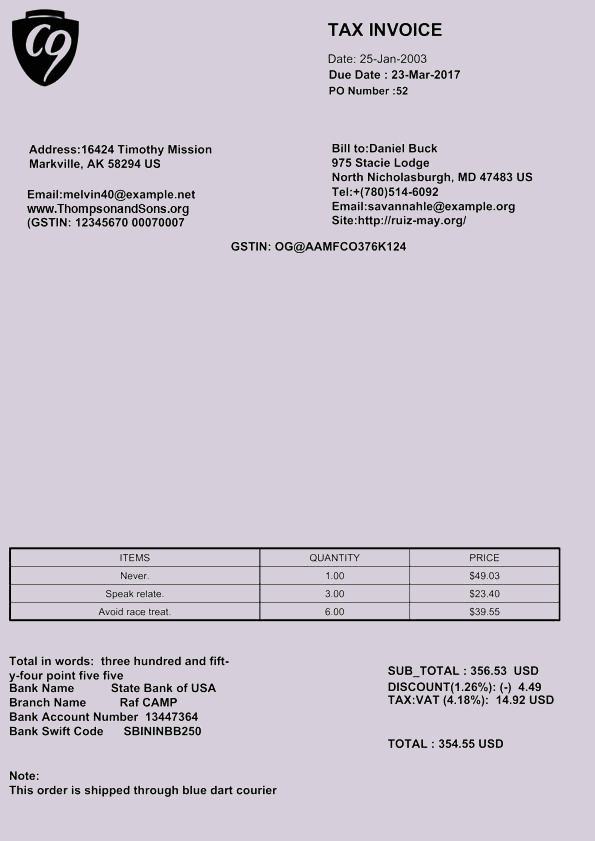 C9
TAX INVOICE
Date: 25-Jan-2003
Due Date : 23-Mar-2017
PO Number :52
Address:16424 Timothy Mission
Markville, AK 58294 US
Email:melvin40@example.net
www.ThompsonandSons.org
(GSTIN: 12345670 00070007
Bill to:Daniel Buck
975 Stacie Lodge
North Nicholasburgh, MD 47483 US
Tel:+(780)514-6092
Email:savannahle@example.org
Site:http://ruiz-may.org/
GSTIN: OG@AAMFCO376K124
ITEMS QUANTITY PRICE
Never. 1.00 $49.03
Speak relate. 3.00 $23.40
Avoid race treat. 6.00 $39.55
Total in words: three hundred and fift-
y-four point five five
Bank Name State Bank of USA
Branch Name Raf CAMP
Bank Account Number 13447364
Bank Swift Code SBININBB250
SUB_TOTAL : 356.53 USD
DISCOUNT(1.26%): (-) 4.49
TAX:VAT (4.18%): 14.92 USD
TOTAL : 354.55 USD
Note:
This order is shipped through blue dart courier